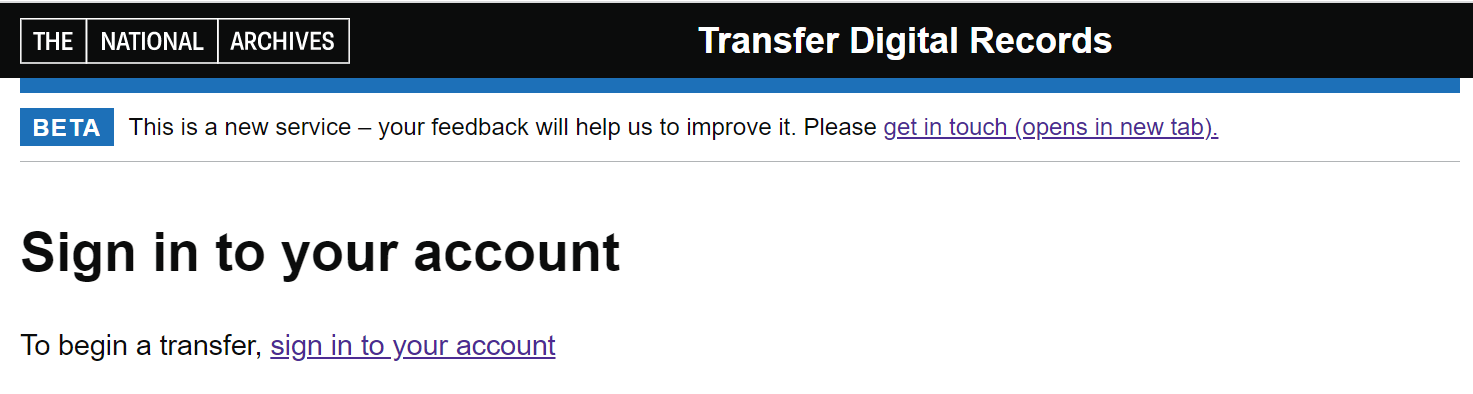 THE NATIONAL ARCHIVES Transfer Digital Records
BETA This is a new service – your feedback will help us to improve it. Please get in touch (opens in new tab).
Sign in to your account
To begin a transfer, sign in to your account